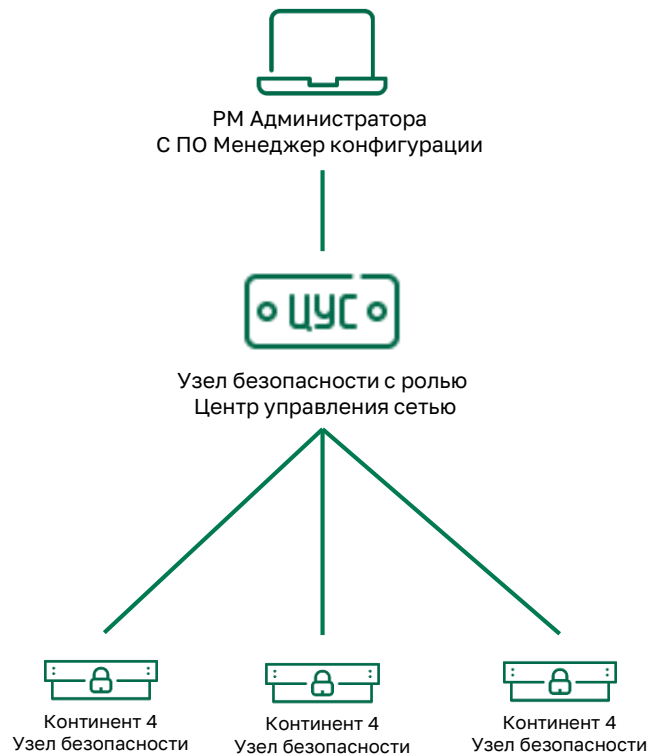 РМ Администратора
С ПО Менеджер конфигурации
ЦУС
Узел безопасности с ролью
Центр управления сетью
Континент 4
Узел безопасности
Континент 4
Узел безопасности
Континент 4
Узел безопасности